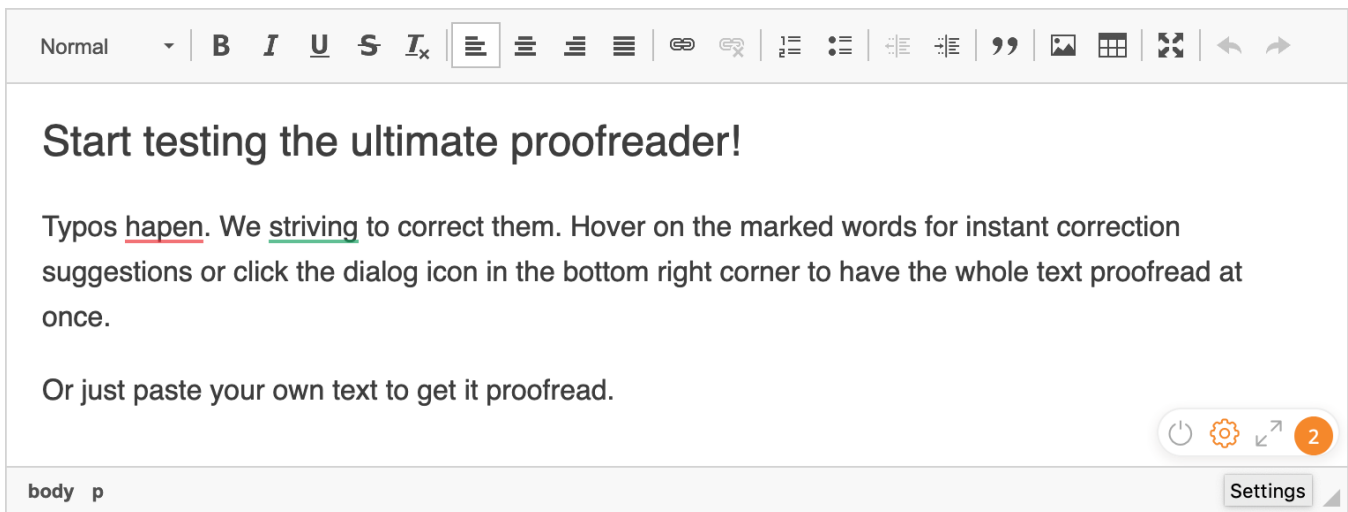 Normal
Start testing the ultimate proofreader!
Typos hapen. We striving to correct them. Hover on the marked words for instant correction
suggestions or click the dialog icon in the bottom right corner to have the whole text proofread at
once.
Or just paste your own text to get it proofread.
2
body p
Settings